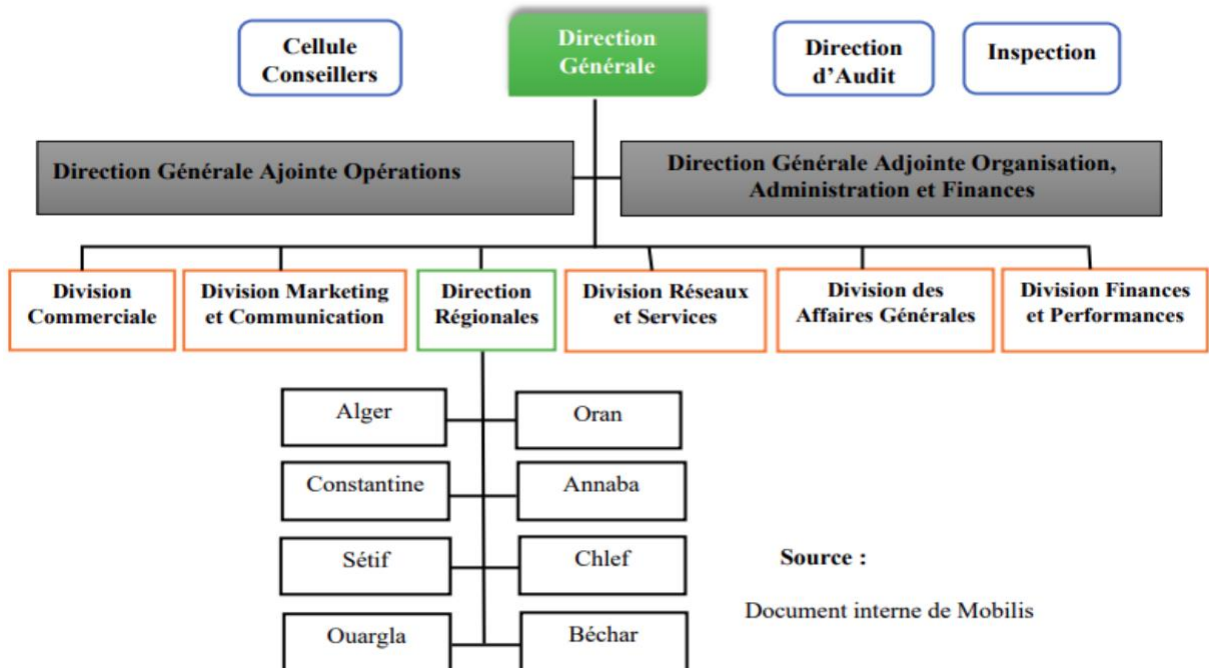 Cellule
Conseillers
Direction
Générale
Direction
d’Audit
Inspection
Direction Générale Ajointe Opérations
Direction Générale Adjointe Organisation,
Administration et Finances
Division
Commerciale
Division Marketing
et Communication
Direction
Régionales
Division Réseaux
et Services
Division des
Affaires Générales
Division Finances
et Performances
Alger
Oran
Constantine
Annaba
Sétif
Chlef
Ouargla
Béchar
Source :
Document interne de Mobilis